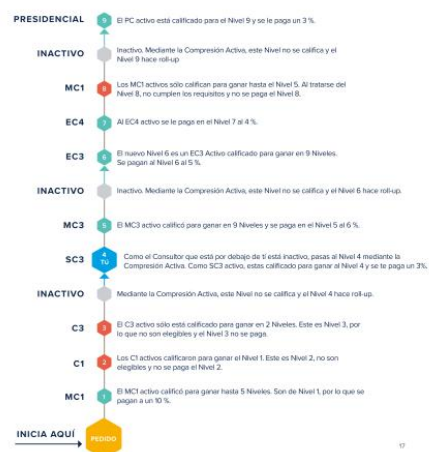 PRESIDENCIAL
9
El PC activo está calificado para el Nivel 9 y se le paga un 3 %.
INACTIVO
Inactivo. Mediante la Compresión Activa, este Nivel no se califica y el
Nivel 9 hace roll-up
MC1
8
Los MC1 activos sólo califican para ganar hasta el Nivel 5. Al tratarse del
Nivel 8, no cumplen los requisitos y no se paga el Nivel 8.
EC4
7
Al EC4 activo se le paga en el Nivel 7 al 4 %.
EC3
6
El nuevo Nivel 6 es un EC3 Activo calificado para ganar en 9 Niveles.
Se pagan al Nivel 6 al 5 %.
INACTIVO
Inactivo. Mediante la Compresión Activa, este Nivel no se califica y el Nivel 6 hace roll-up.
MC3
5
El MC3 activo calificó para ganar en 9 Niveles y se paga en el Nivel 5 al 6 %.
SC3
4
TÚ
Como el Consultor que está por debajo de ti está inactivo, pasas al Nivel 4 mediante la
Compresión Activa. Como SC3 activo, estas calificado para ganar al Nivel 4 y se te paga un 3%.
INACTIVO
Mediante la Compresión Activa, este Nivel no se califica y el Nivel 4 hace roll-up.
C3
3
El C3 activo sólo está calificado para ganar en 2 Niveles. Este es Nivel 3, por
lo que no son elegibles y el Nivel 3 no se paga.
C1
2
Los C1 activos calificaron para ganar el Nivel 1. Este es Nivel 2, no son
elegibles y no se paga el Nivel 2.
MC1
1
El MC1 activo calificó para ganar hasta 5 Niveles. Son de Nivel 1, por lo que se
pagan a un 10 %.
INICIA AQUÍ
PEDIDO
17